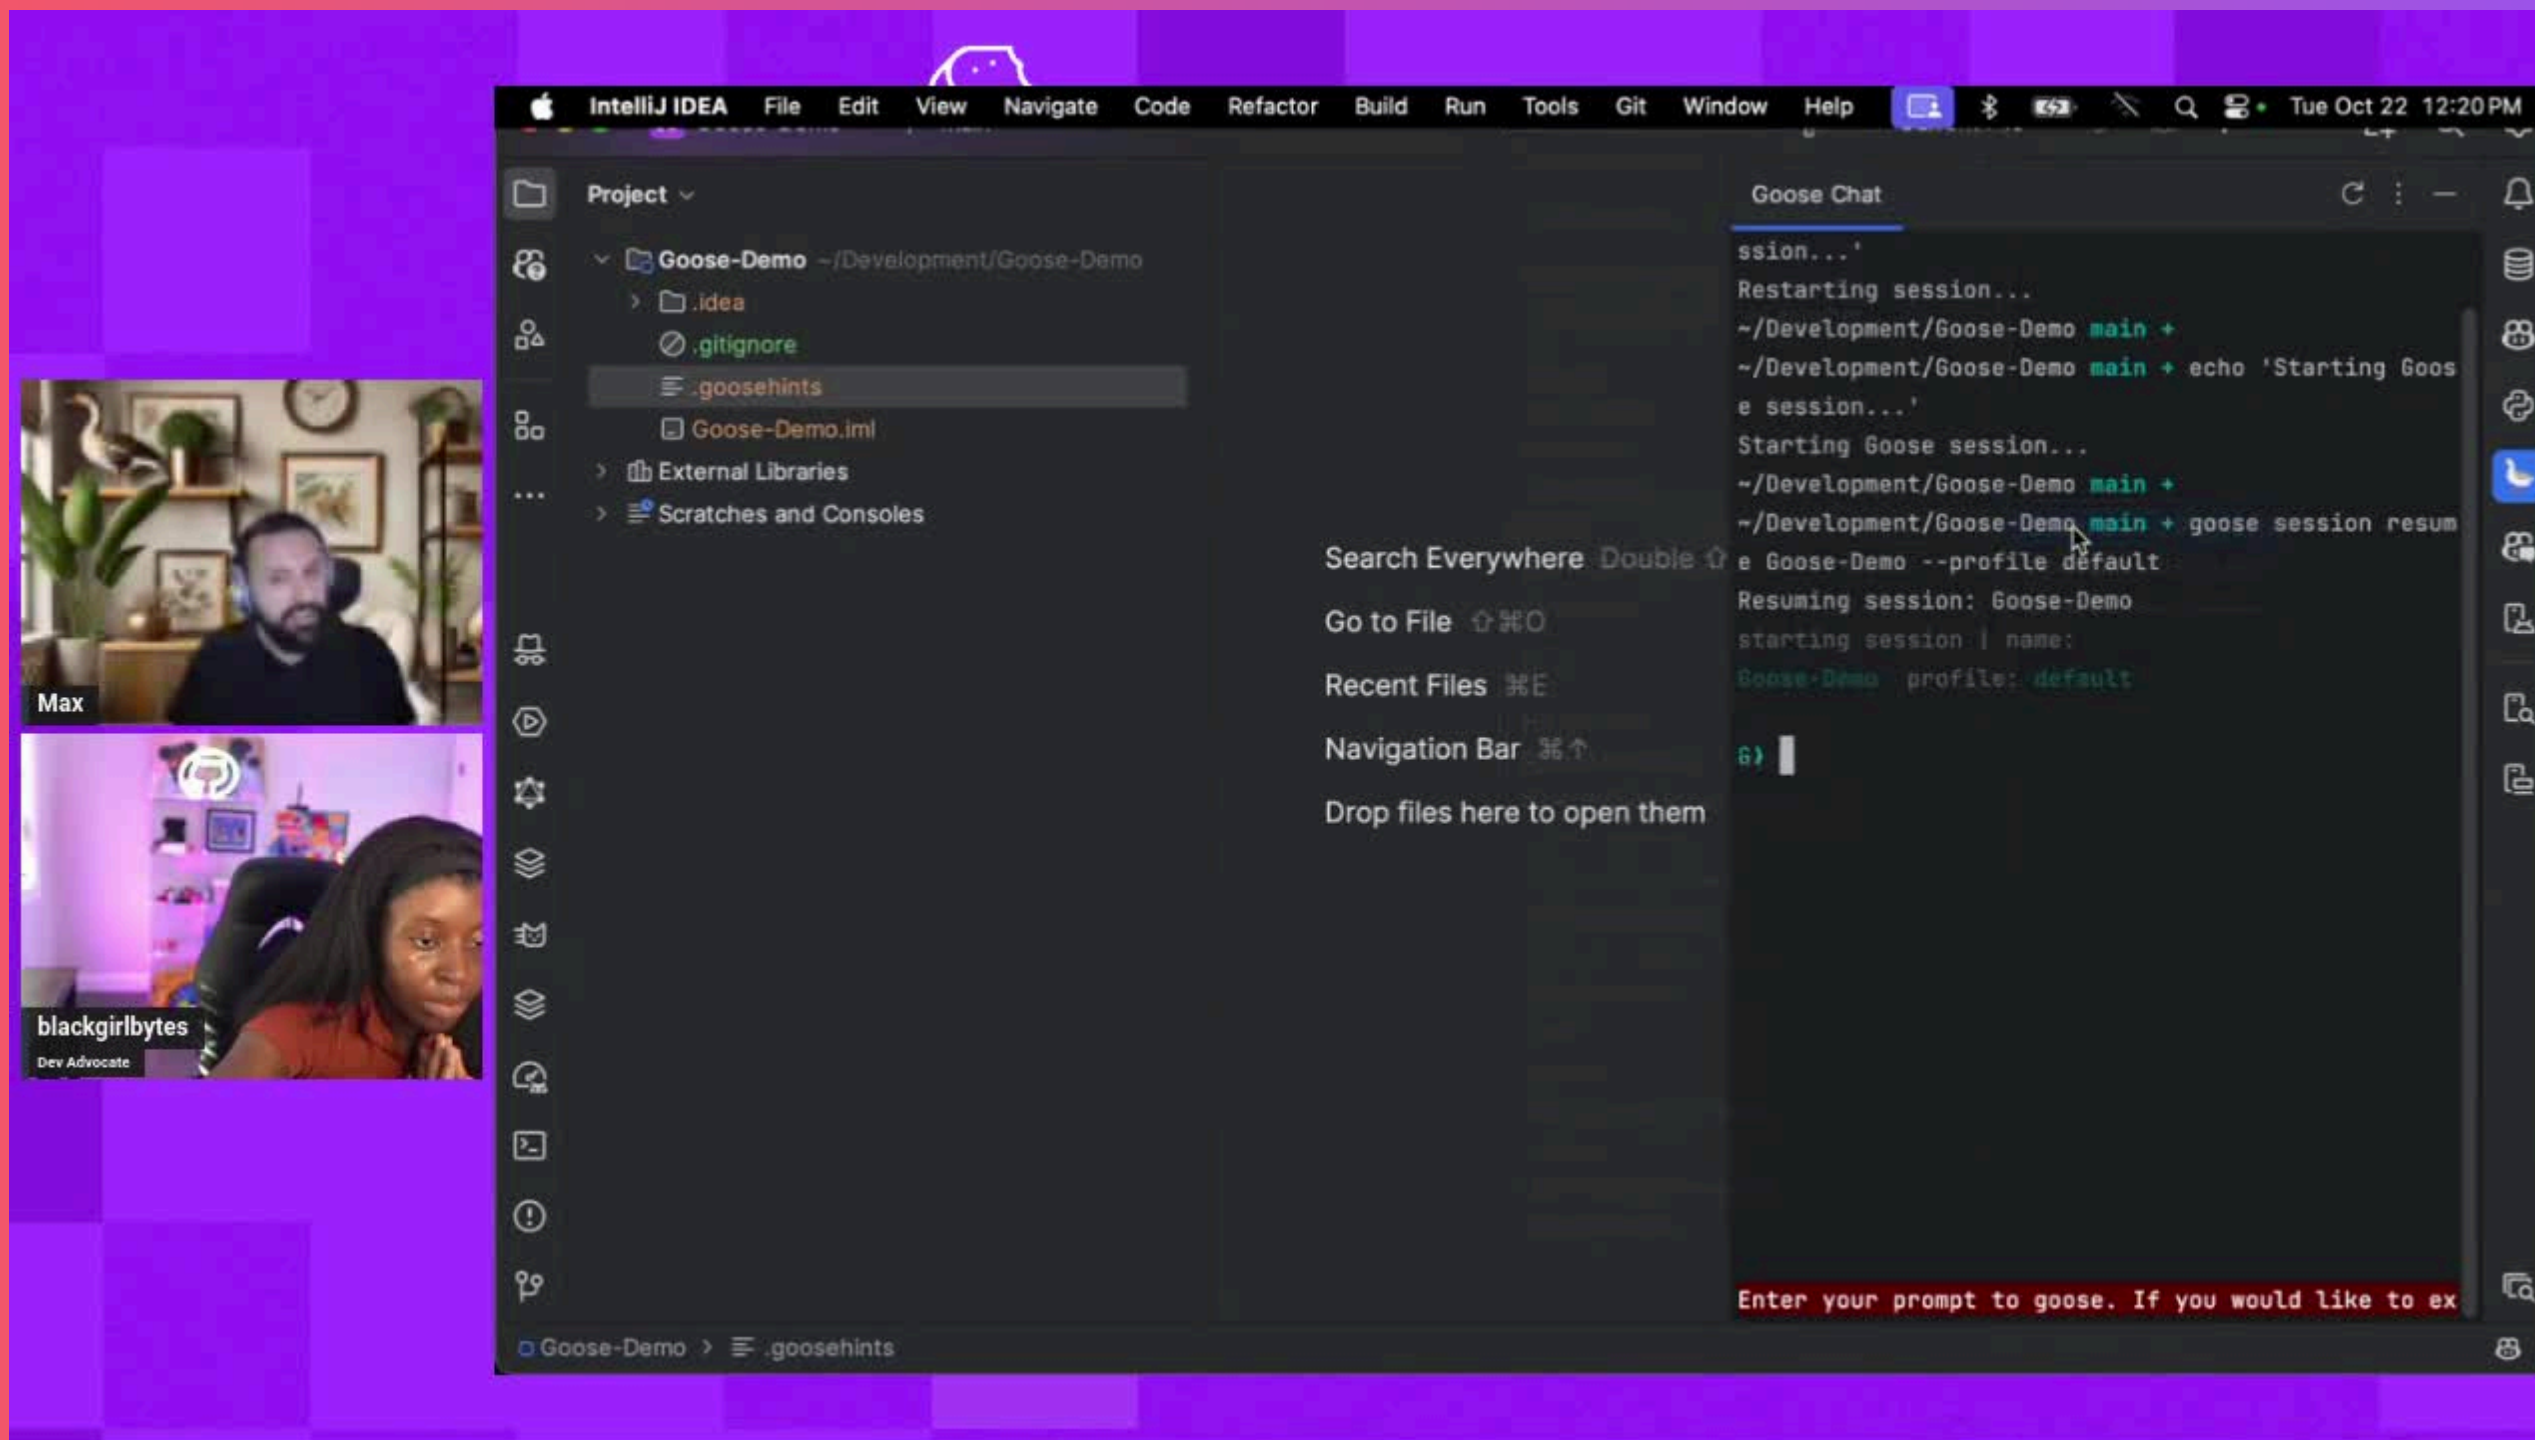 IntelliJ IDEA File Edit View Navigate Code Refactor Build Run Tools Git Window Help Tue Oct 22 12:20 PM
Project
Goose-Demo ~/Development/Goose-Demo
.idea
.gitignore
.goosehints
Goose-Demo.iml
External Libraries
Scratches and Consoles
Search Everywhere Double ⇧
Go to File ⇧⌘O
Recent Files ⌘E
Navigation Bar ⌘↑
Drop files here to open them
Goose Chat
ssion...'
Restarting session...
~/Development/Goose-Demo main +
~/Development/Goose-Demo main + echo 'Starting Goos
e session...'
Starting Goose session...
~/Development/Goose-Demo main +
~/Development/Goose-Demo main + goose session resum
e Goose-Demo --profile default
Resuming session: Goose-Demo
starting session | name:
Goose-Demo profile: default
G❯
Enter your prompt to goose. If you would like to ex
Goose-Demo > .goosehints
Max
blackgirlbytes
Dev Advocate